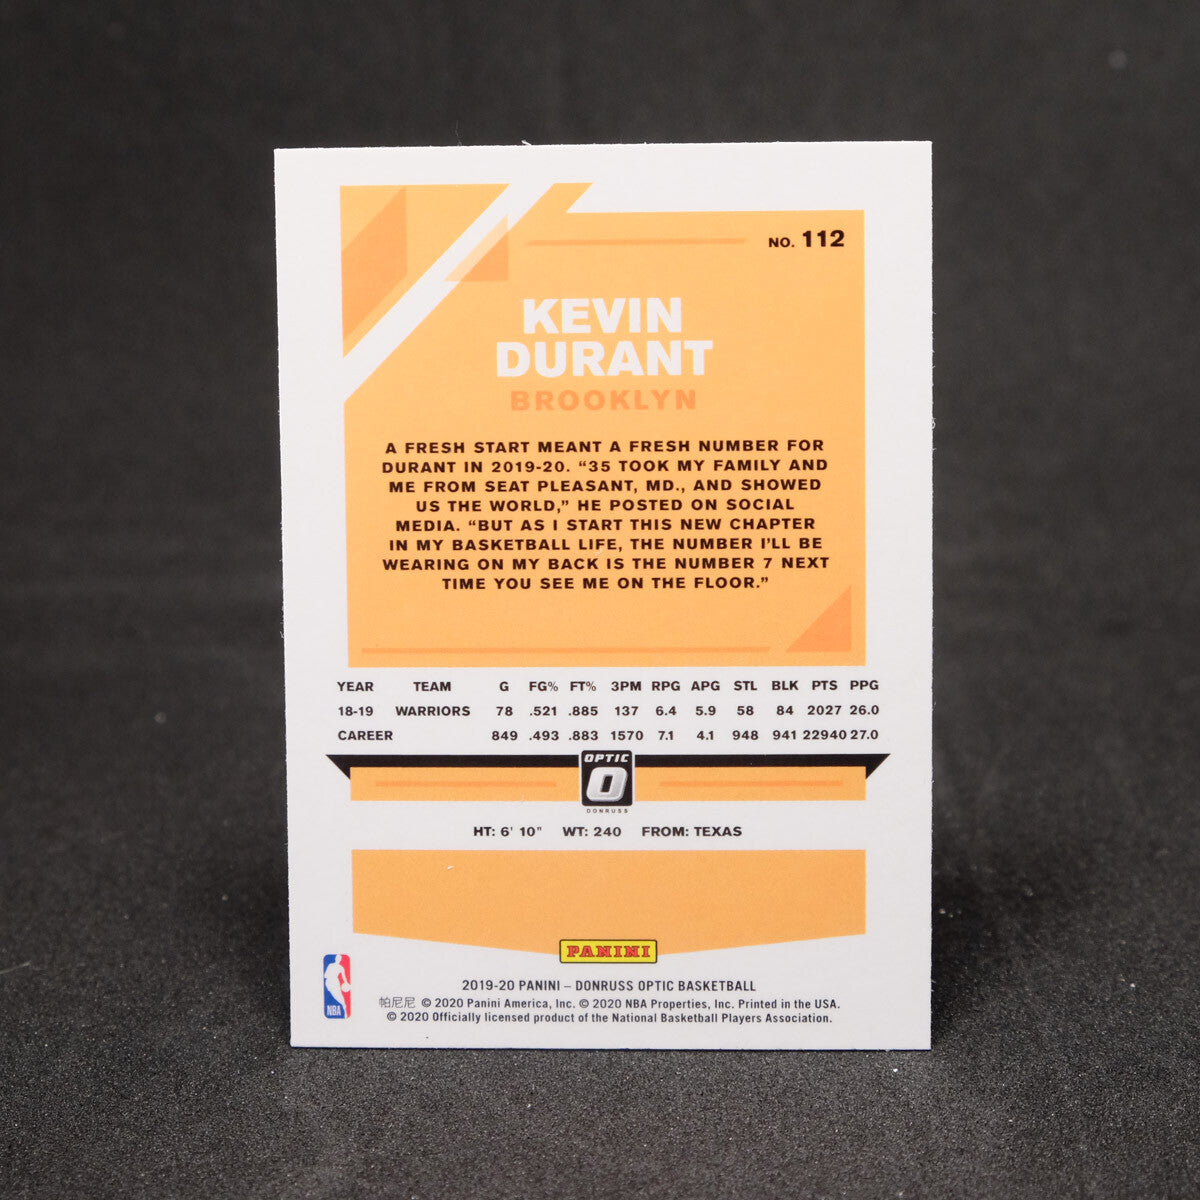 NO. 112
KEVIN
DURANT
BROOKLYN
A FRESH START MEANT A FRESH NUMBER FOR
DURANT IN 2019-20. “35 TOOK MY FAMILY AND
ME FROM SEAT PLEASANT, MD., AND SHOWED
US THE WORLD,” HE POSTED ON SOCIAL
MEDIA. “BUT AS I START THIS NEW CHAPTER
IN MY BASKETBALL LIFE, THE NUMBER I’LL BE
WEARING ON MY BACK IS THE NUMBER 7 NEXT
TIME YOU SEE ME ON THE FLOOR.”
YEAR TEAM G FG% FT% 3PM RPG APG STL BLK PTS PPG
18-19 WARRIORS 78 .521 .885 137 6.4 5.9 58 84 2027 26.0
CAREER 849 .493 .883 1570 7.1 4.1 948 941 22940 27.0
OPTIC
O
DONRUSS
HT: 6' 10" WT: 240 FROM: TEXAS
PANINI
2019-20 PANINI – DONRUSS OPTIC BASKETBALL
帕尼尼 © 2020 Panini America, Inc. © 2020 NBA Properties, Inc. Printed in the USA.
© 2020 Officially licensed product of the National Basketball Players Association.
NBA